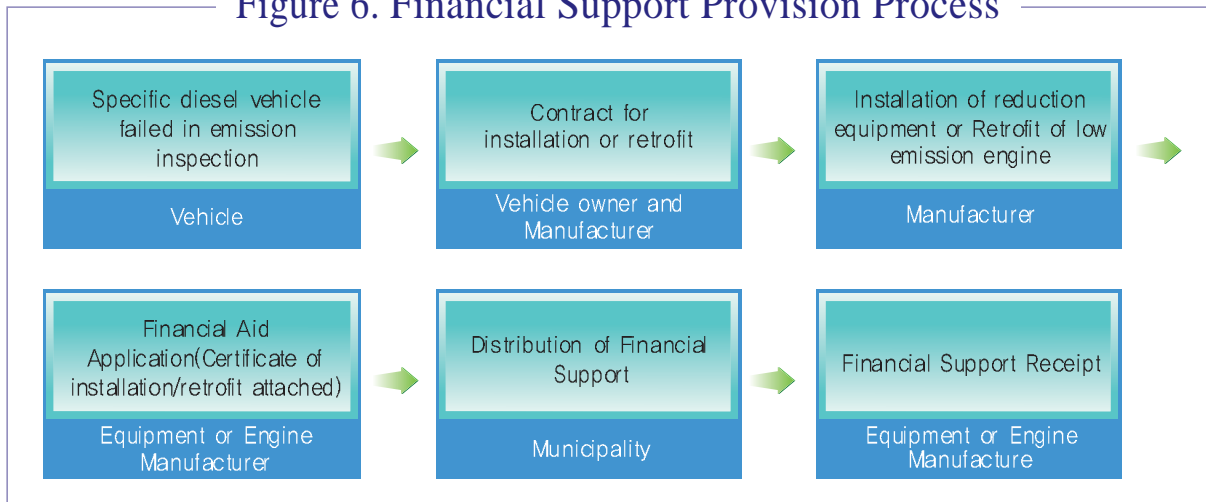 Figure 6. Financial Support Provision Process
Specific diesel vehicle
failed in emission
inspection
Vehicle
Contract for
installation or retrofit
Vehicle owner and
Manufacturer
Installation of reduction
equipment or Retrofit of low
emission engine
Manufacturer
Financial Aid
Application(Certificate of
installation/retrofit attached)
Equipment or Engine
Manufacturer
Distribution of Financial
Support
Municipality
Financial Support Receipt
Equipment or Engine
Manufacture